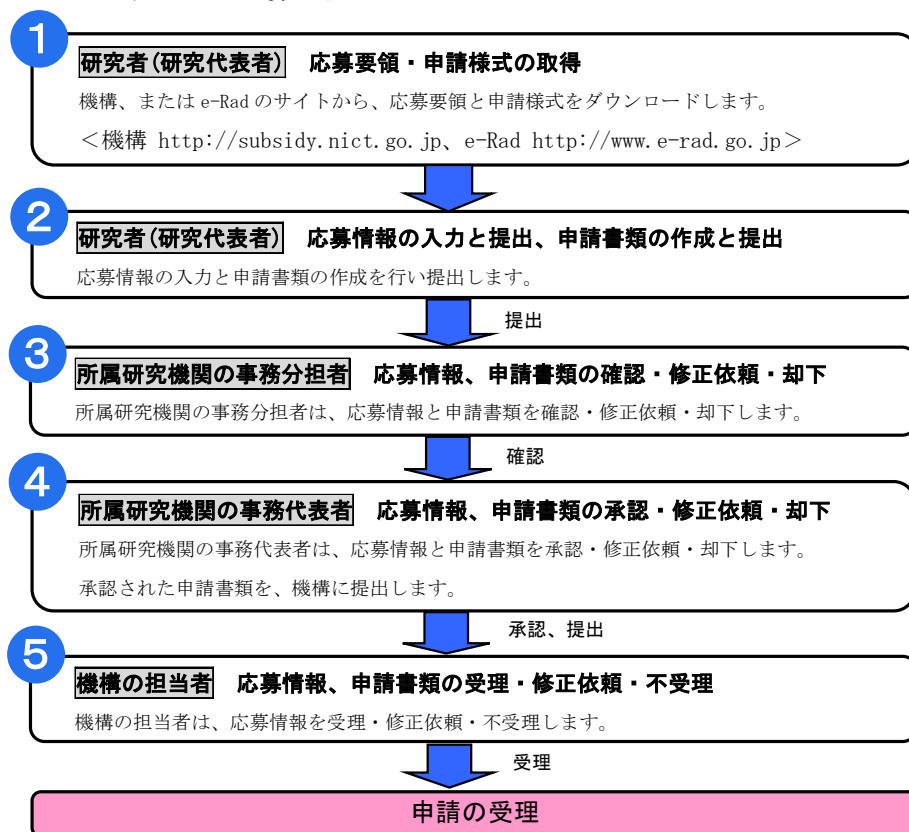 1
研究者(研究代表者) 応募要領・申請様式の取得
機構、または e-Rad のサイトから、応募要領と申請様式をダウンロードします。
＜機構 http://subsidy.nict.go.jp、e-Rad http://www.e-rad.go.jp＞
2
研究者(研究代表者) 応募情報の入力と提出、申請書類の作成と提出
応募情報の入力と申請書類の作成を行い提出します。
提出
3
所属研究機関の事務分担者 応募情報、申請書類の確認・修正依頼・却下
所属研究機関の事務分担者は、応募情報と申請書類を確認・修正依頼・却下します。
確認
4
所属研究機関の事務代表者 応募情報、申請書類の承認・修正依頼・却下
所属研究機関の事務代表者は、応募情報と申請書類を承認・修正依頼・却下します。
承認された申請書類を、機構に提出します。
承認、提出
5
機構の担当者 応募情報、申請書類の受理・修正依頼・不受理
機構の担当者は、応募情報を受理・修正依頼・不受理します。
受理
申請の受理